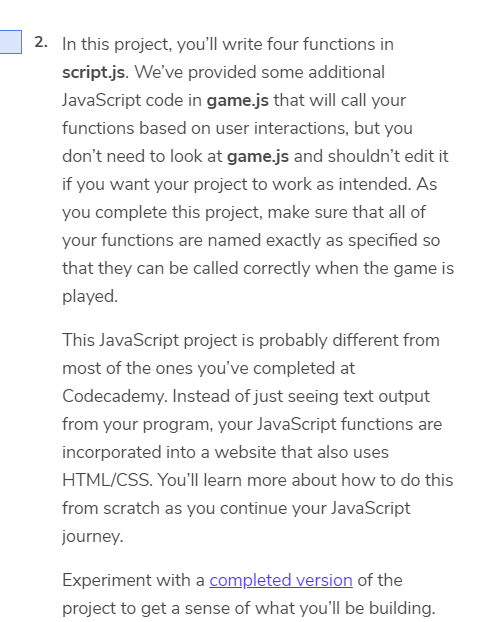 2. In this project, you’ll write four functions in
script.js. We’ve provided some additional
JavaScript code in game.js that will call your
functions based on user interactions, but you
don’t need to look at game.js and shouldn’t edit it
if you want your project to work as intended. As
you complete this project, make sure that all of
your functions are named exactly as specified so
that they can be called correctly when the game is
played.
This JavaScript project is probably different from
most of the ones you’ve completed at
Codecademy. Instead of just seeing text output
from your program, your JavaScript functions are
incorporated into a website that also uses
HTML/CSS. You’ll learn more about how to do this
from scratch as you continue your JavaScript
journey.
Experiment with a completed version of the
project to get a sense of what you’ll be building.